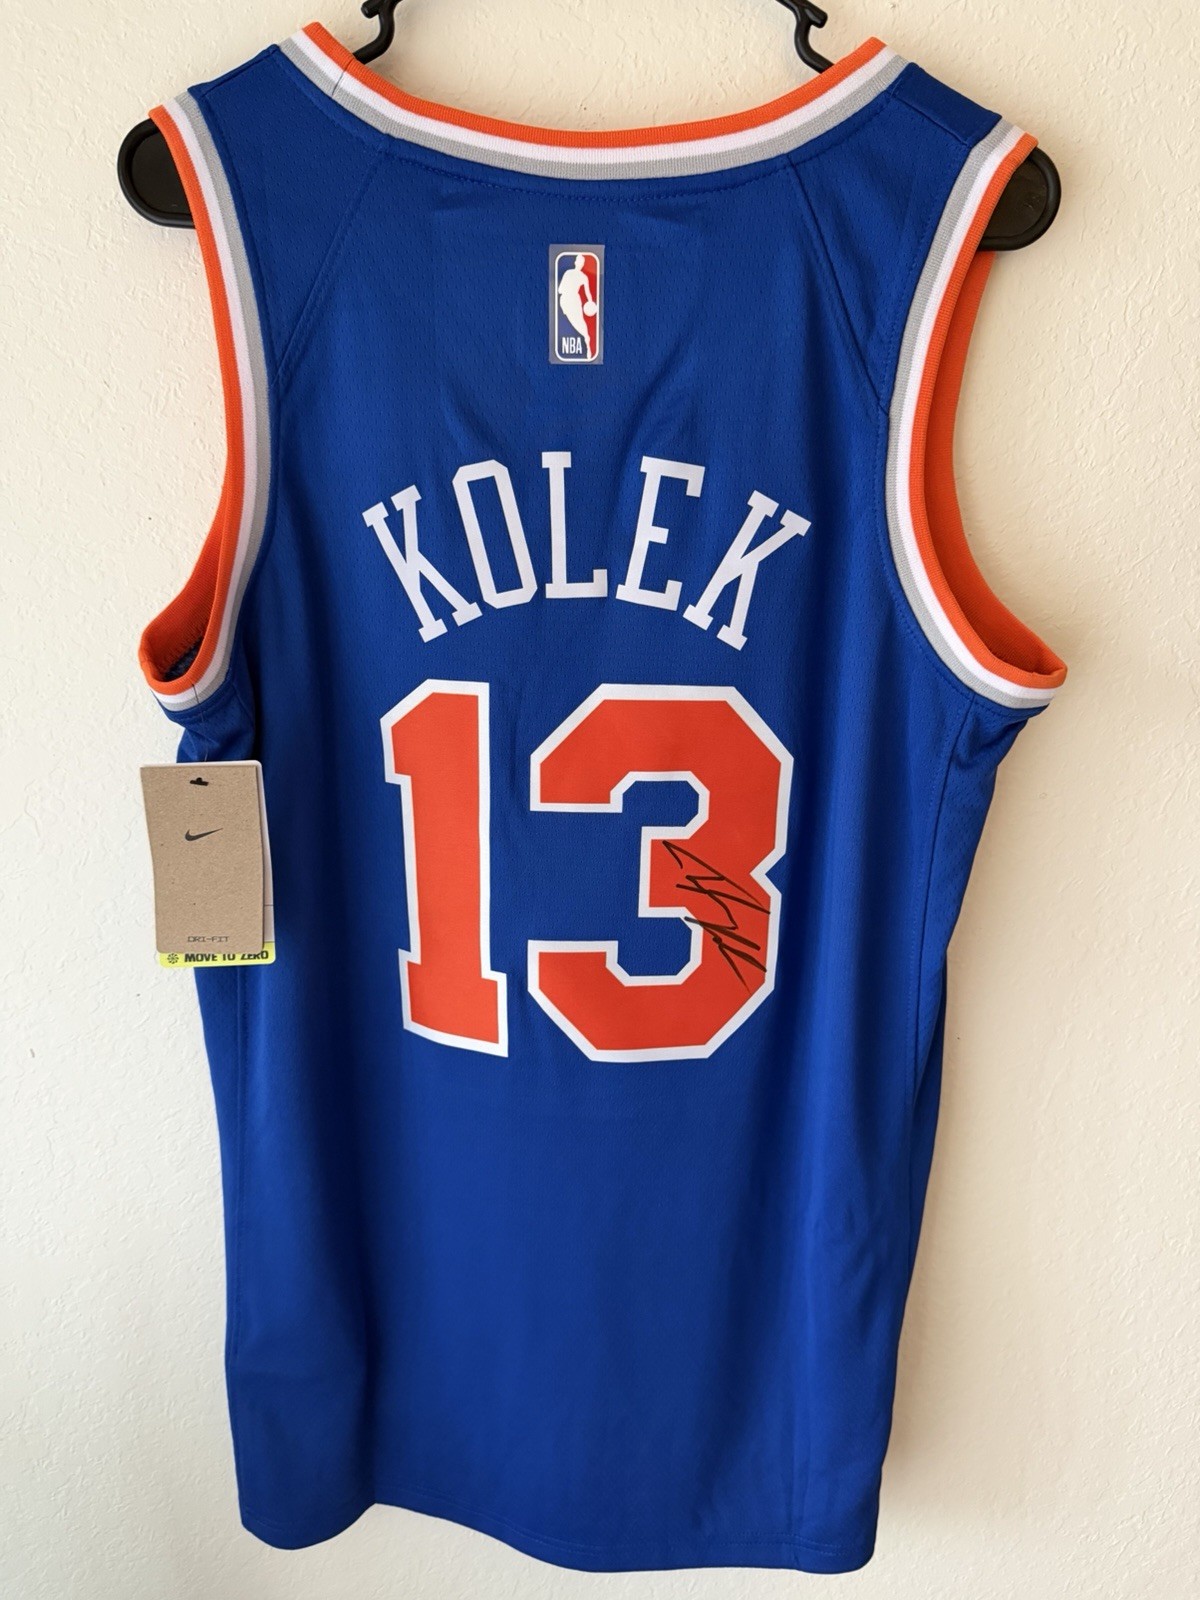 NBA
KOLEK
13
DRI-FIT
MOVE TO ZERO